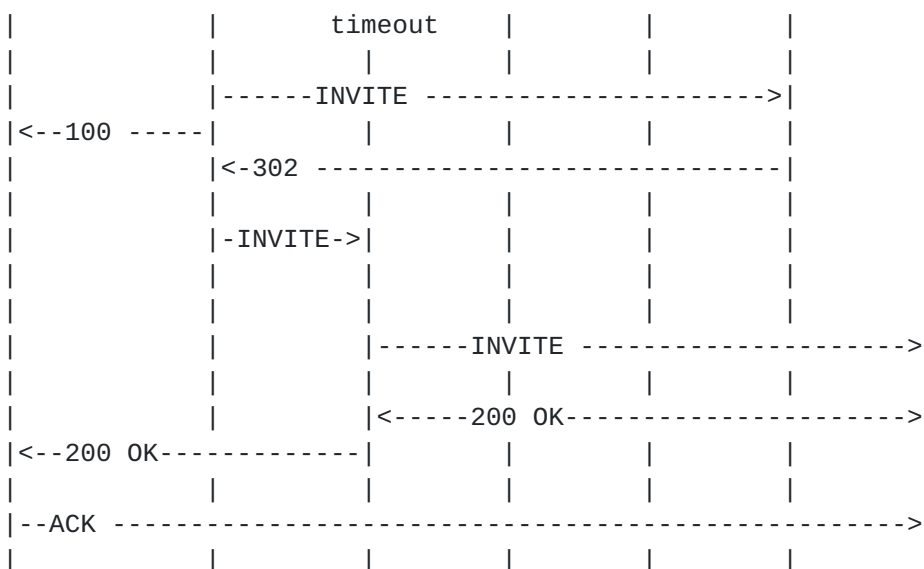 |            |       timeout    |        |        |
|            |         |        |        |        |
|            |------INVITE ---------------------->|
|<--100 -----|         |        |        |        |
|            |<-302 ------------------------------|
|            |         |        |        |        |
|            |-INVITE->|        |        |        |
|            |         |        |        |        |
|            |         |        |        |        |
|            |         |------INVITE --------------------->
|            |         |        |        |        |
|            |         |<-----200 OK---------------------->
|<--200 OK-------------|        |        |        |
|            |         |        |        |        |
|--ACK --------------------------------------------------->
|            |         |        |        |        |